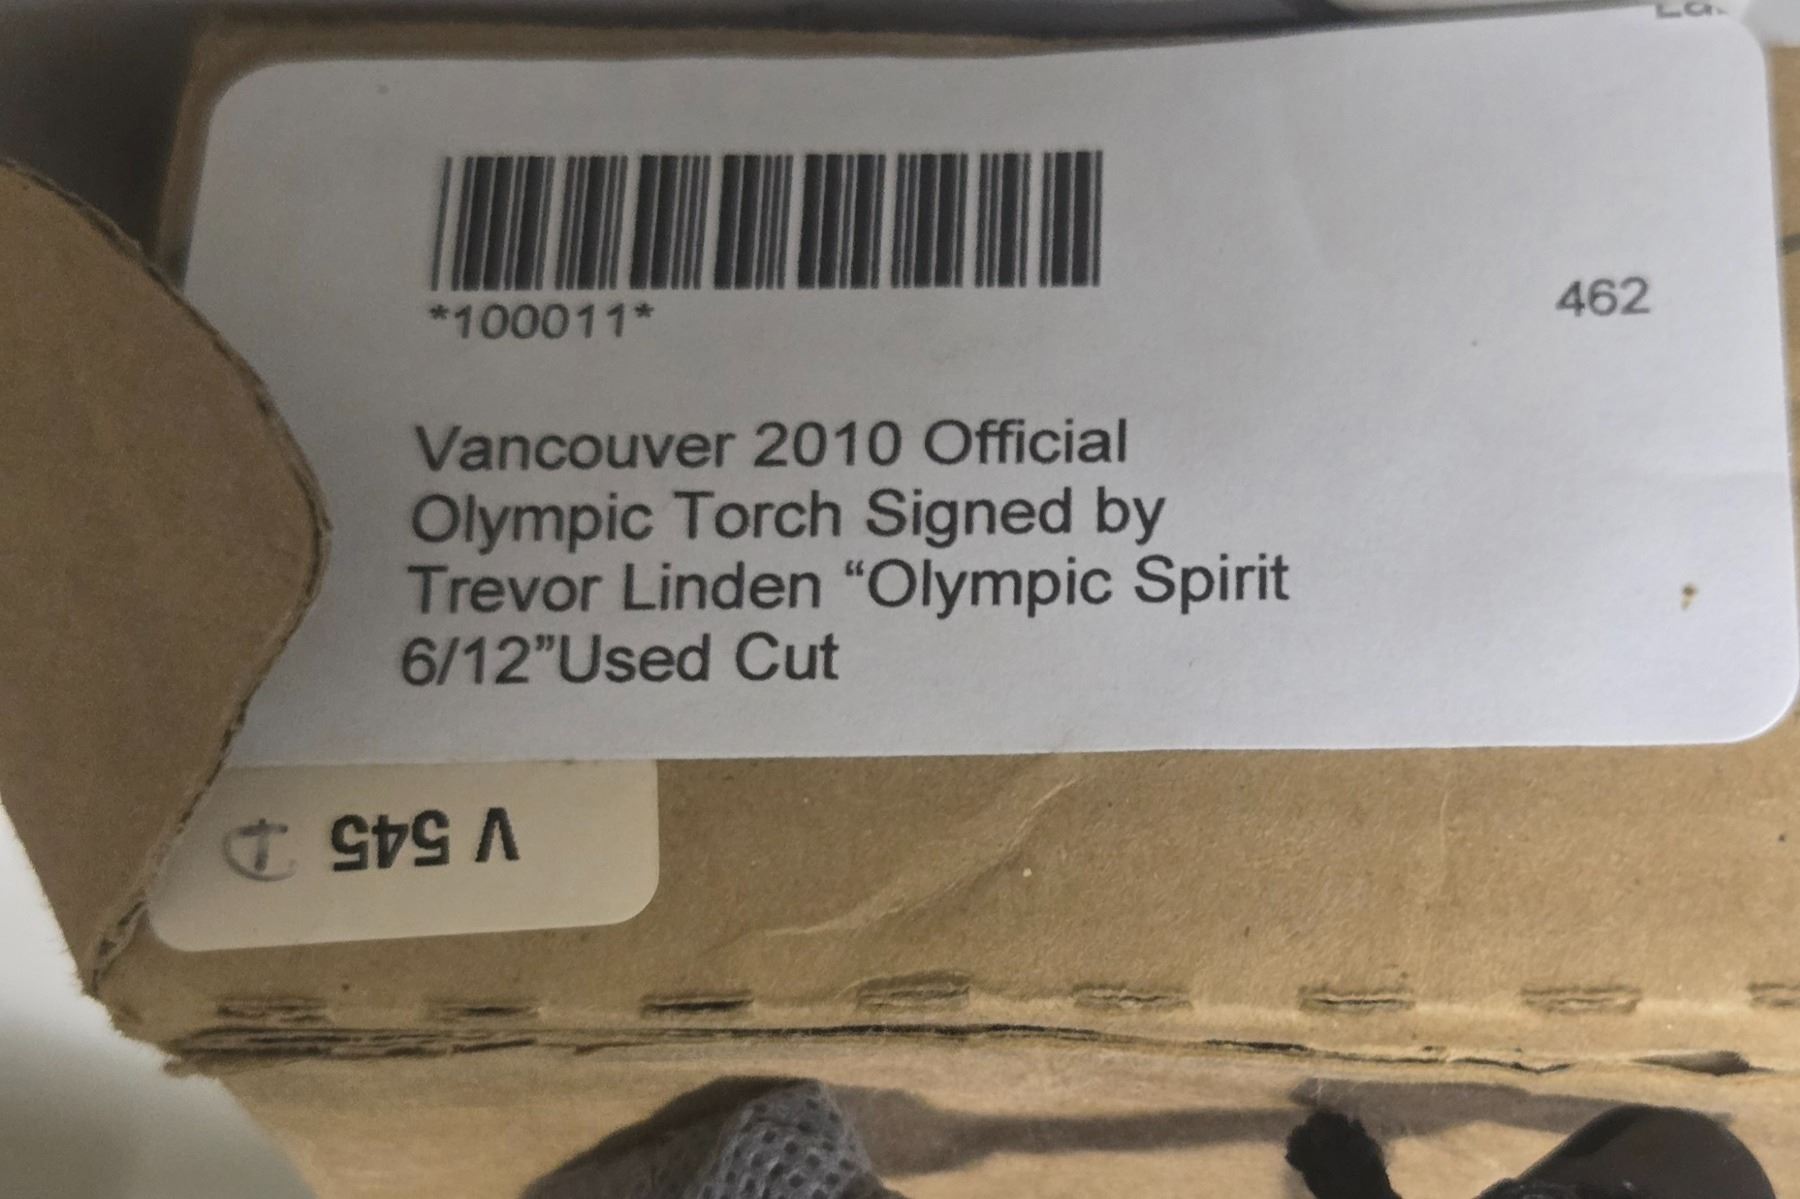 *100011*
462
Vancouver 2010 Official
Olympic Torch Signed by
Trevor Linden “Olympic Spirit
6/12”Used Cut
V 545